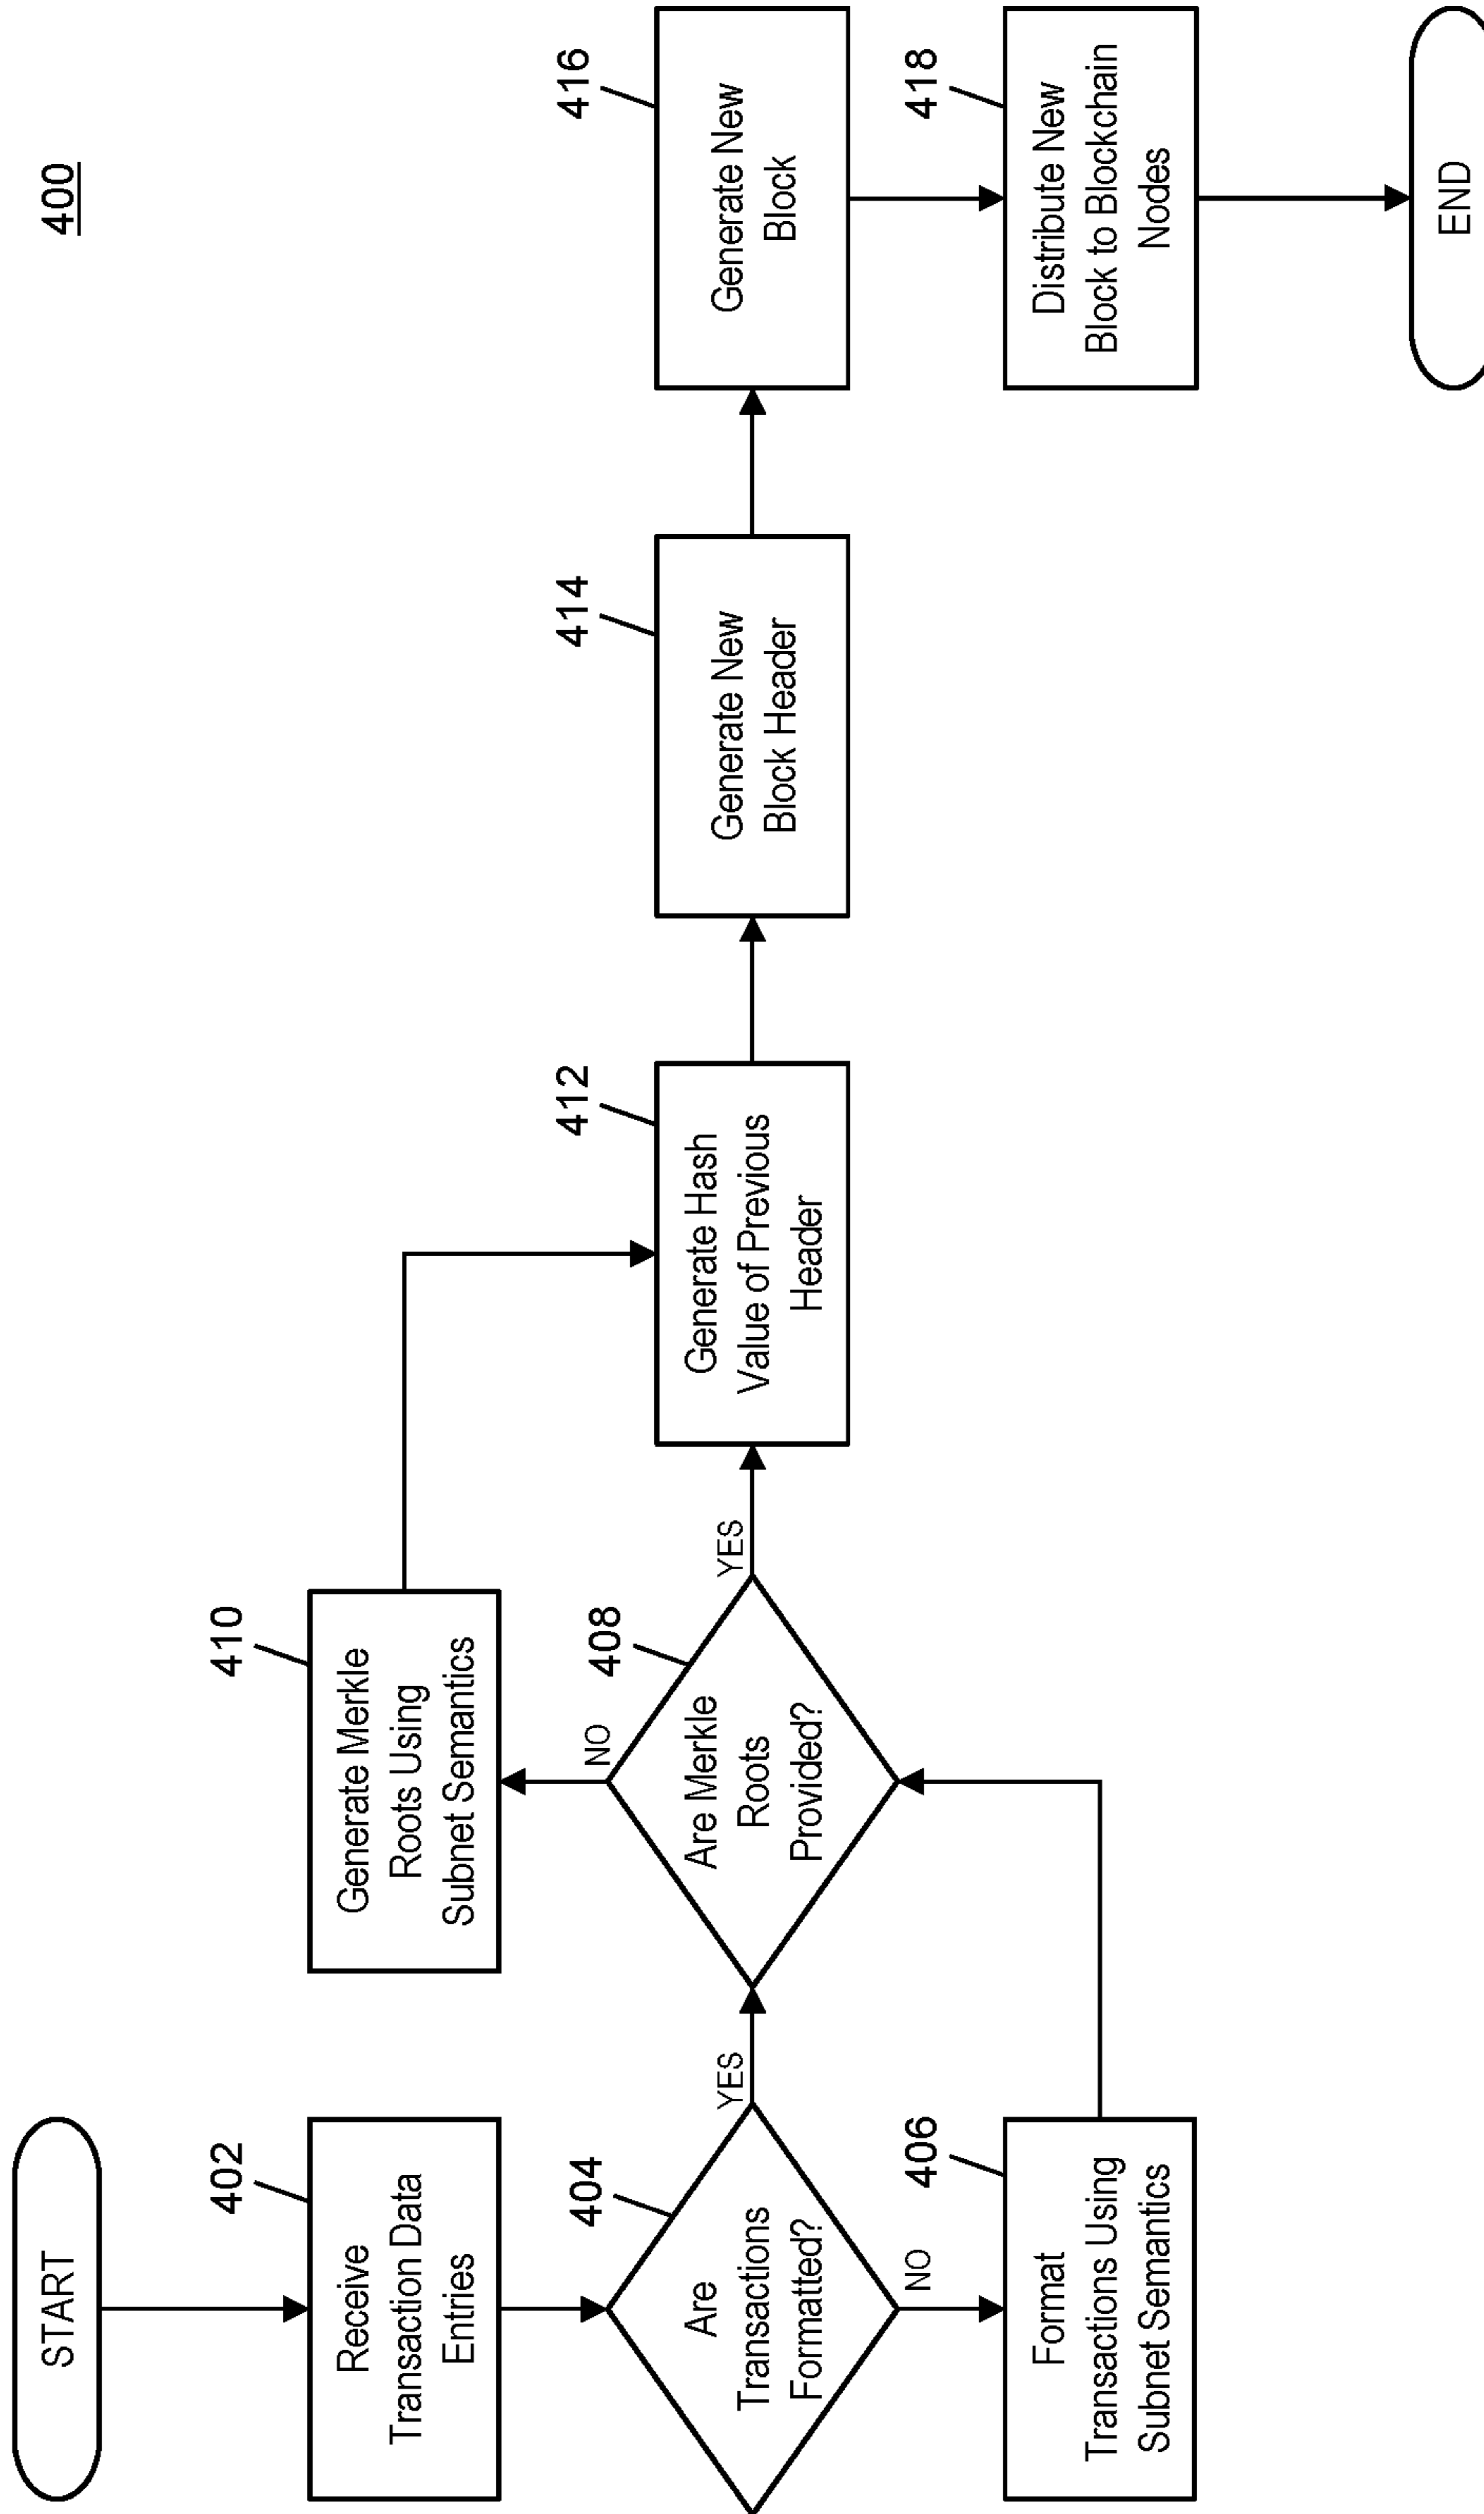 400
START
402
Receive
Transaction Data
Entries
404
Are
Transactions
Formatted?
YES
NO
406
Format
Transactions Using
Subnet Semantics
408
Are Merkle
Roots
Provided?
NO
YES
410
Generate Merkle
Roots Using
Subnet Semantics
412
Generate Hash
Value of Previous
Header
414
Generate New
Block Header
416
Generate New
Block
418
Distribute New
Block to Blockchain
Nodes
END